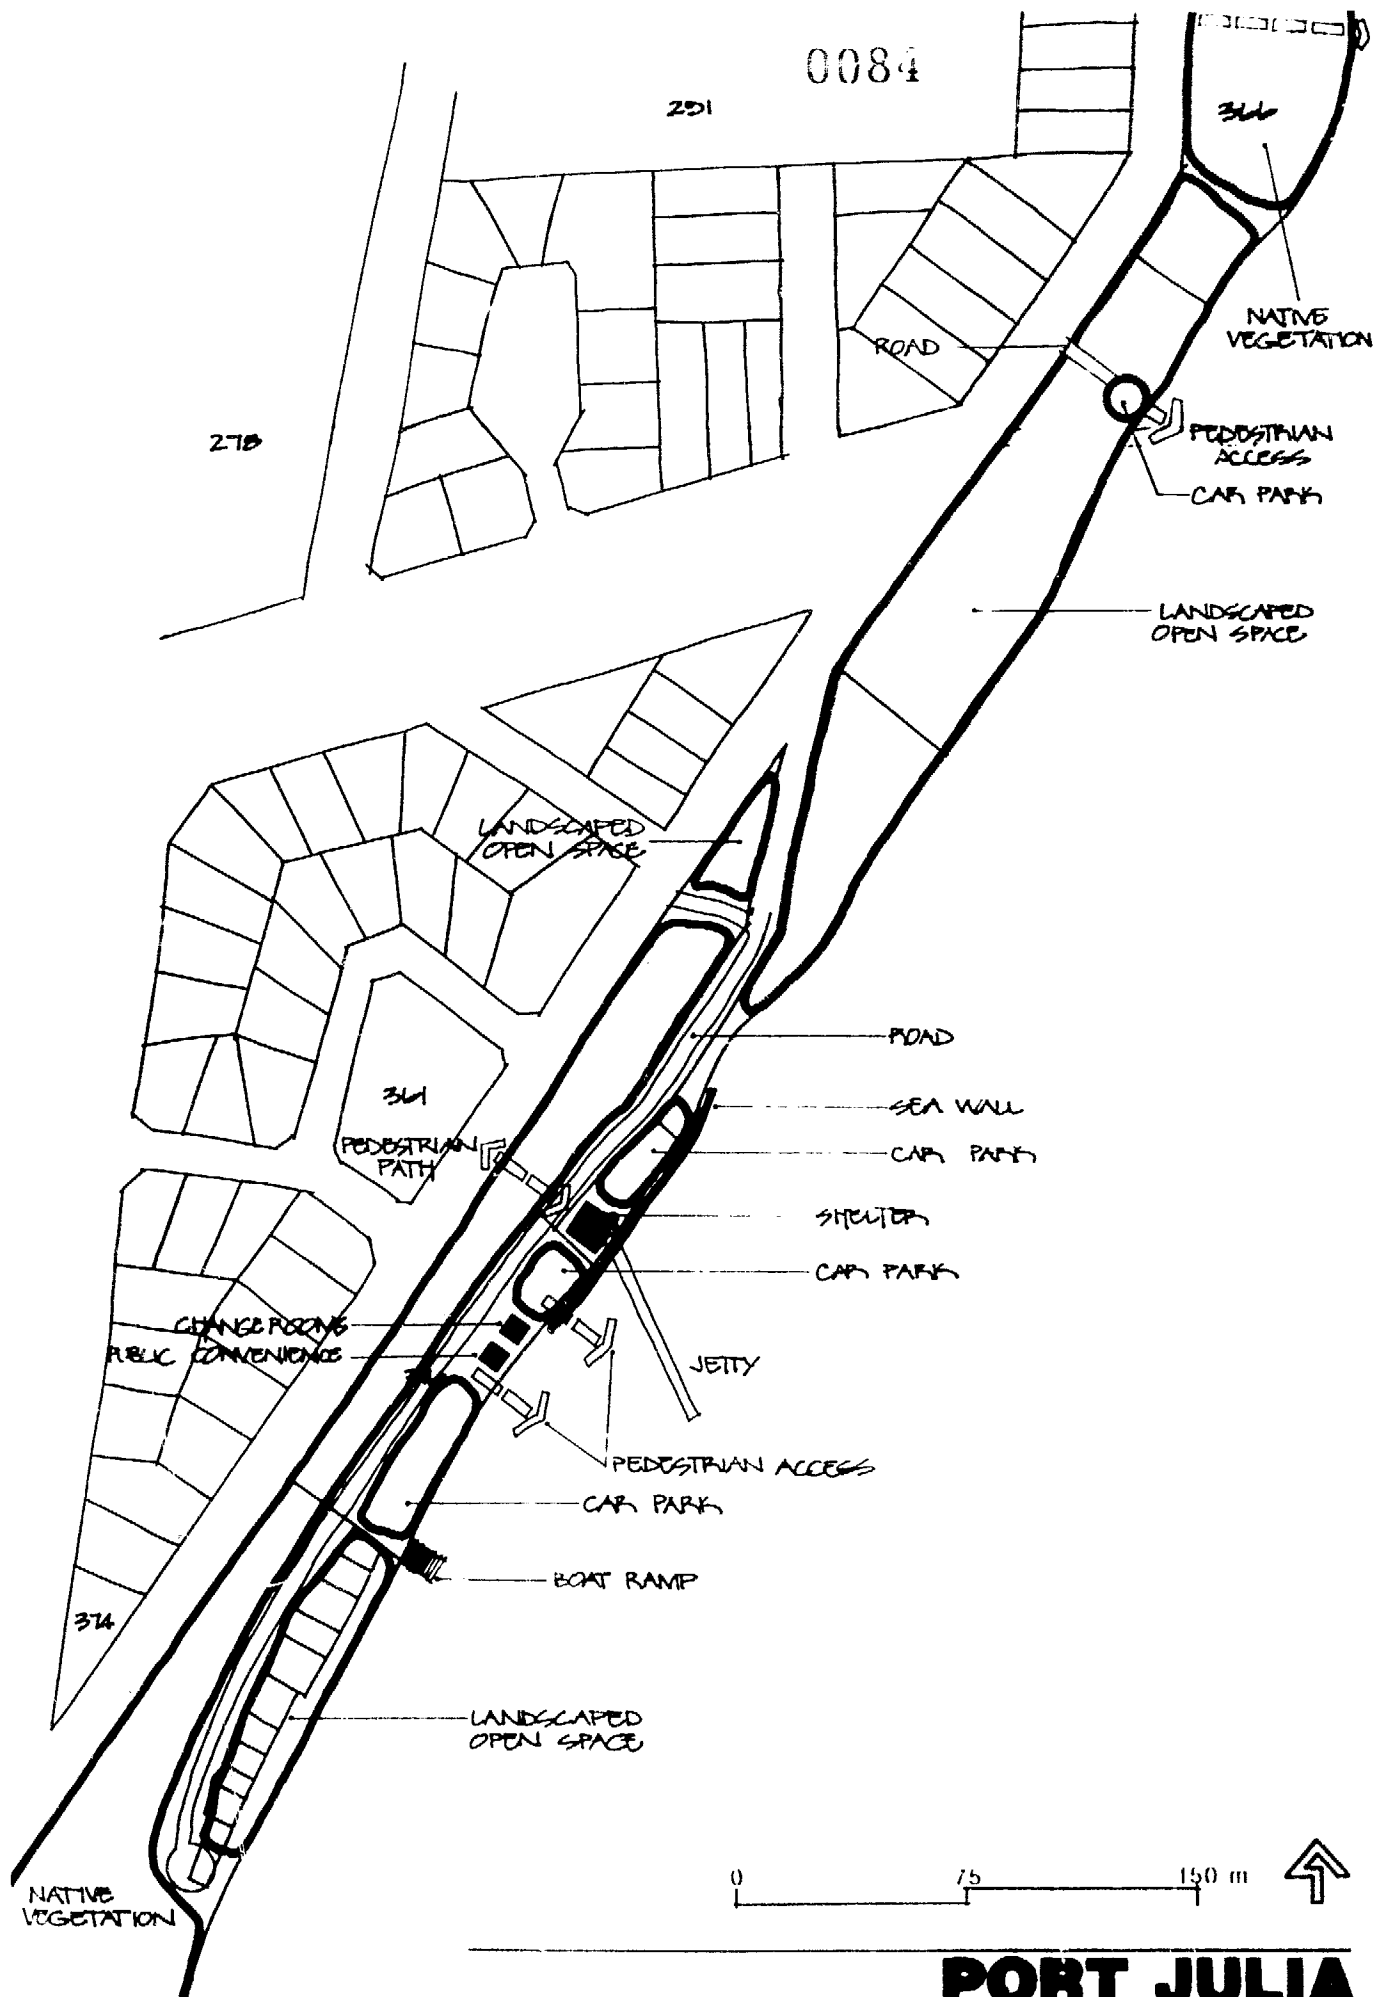 0084
251
366
NATIVE
VEGETATION
ROAD
278
PEDESTRIAN
ACCESS
CAR PARK
LANDSCAPED
OPEN SPACE
LANDSCAPED
OPEN SPACE
ROAD
361
SEA WALL
PEDESTRIAN
PATH
CAR PARK
SHELTER
CAR PARK
CHANGEROOMS
PUBLIC CONVENIENCE
JETTY
PEDESTRIAN ACCESS
CAR PARK
BOAT RAMP
374
LANDSCAPED
OPEN SPACE
NATIVE
VEGETATION
0 75 150 m
PORT JULIA